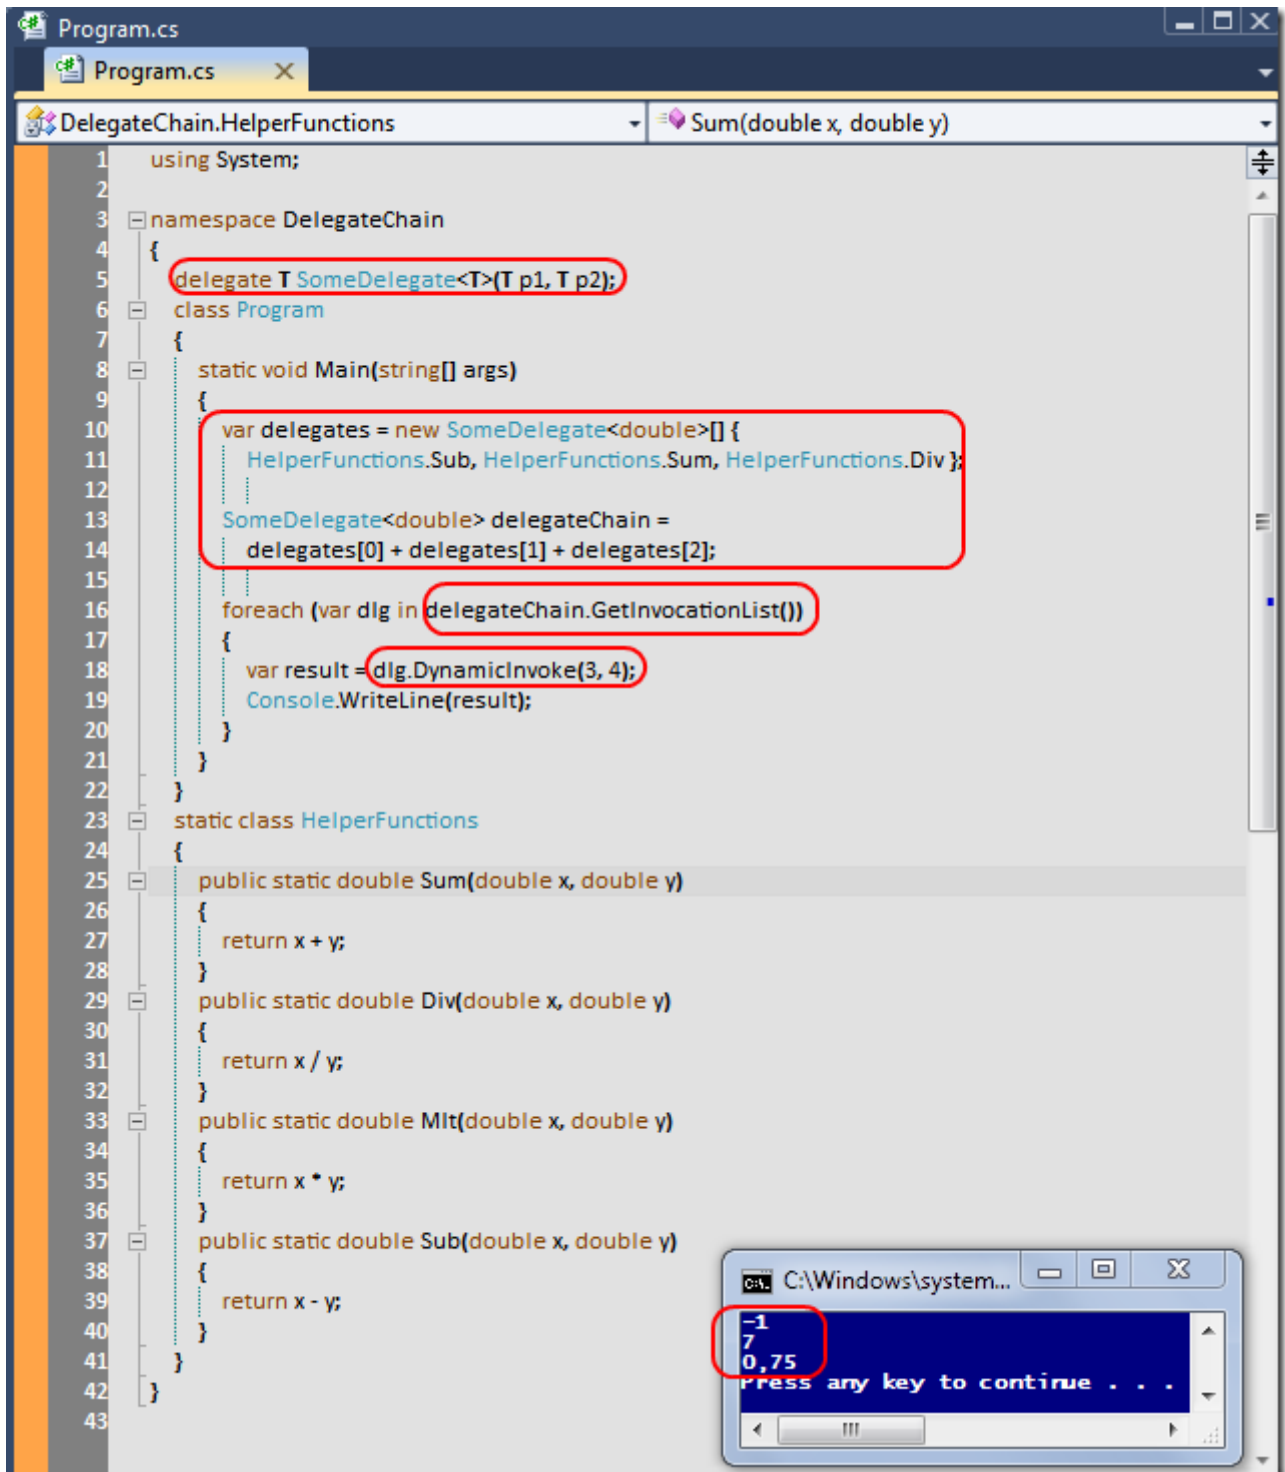 Program.cs
Program.cs
DelegateChain.HelperFunctions Sum(double x, double y)
1 using System;
2
3 namespace DelegateChain
4 {
5 delegate T SomeDelegate<T>(T p1, T p2);
6 class Program
7 {
8 static void Main(string[] args)
9 {
10 var delegates = new SomeDelegate<double>[] {
11 HelperFunctions.Sub, HelperFunctions.Sum, HelperFunctions.Div };
12
13 SomeDelegate<double> delegateChain =
14 delegates[0] + delegates[1] + delegates[2];
15
16 foreach (var dlg in delegateChain.GetInvocationList())
17 {
18 var result = dlg.DynamicInvoke(3, 4);
19 Console.WriteLine(result);
20 }
21 }
22 }
23 static class HelperFunctions
24 {
25 public static double Sum(double x, double y)
26 {
27 return x + y;
28 }
29 public static double Div(double x, double y)
30 {
31 return x / y;
32 }
33 public static double Mlt(double x, double y)
34 {
35 return x * y;
36 }
37 public static double Sub(double x, double y)
38 {
39 return x - y;
40 }
41 }
42 }
43
C:\Windows\system...
-1
7
0,75
Press any key to continue . . .